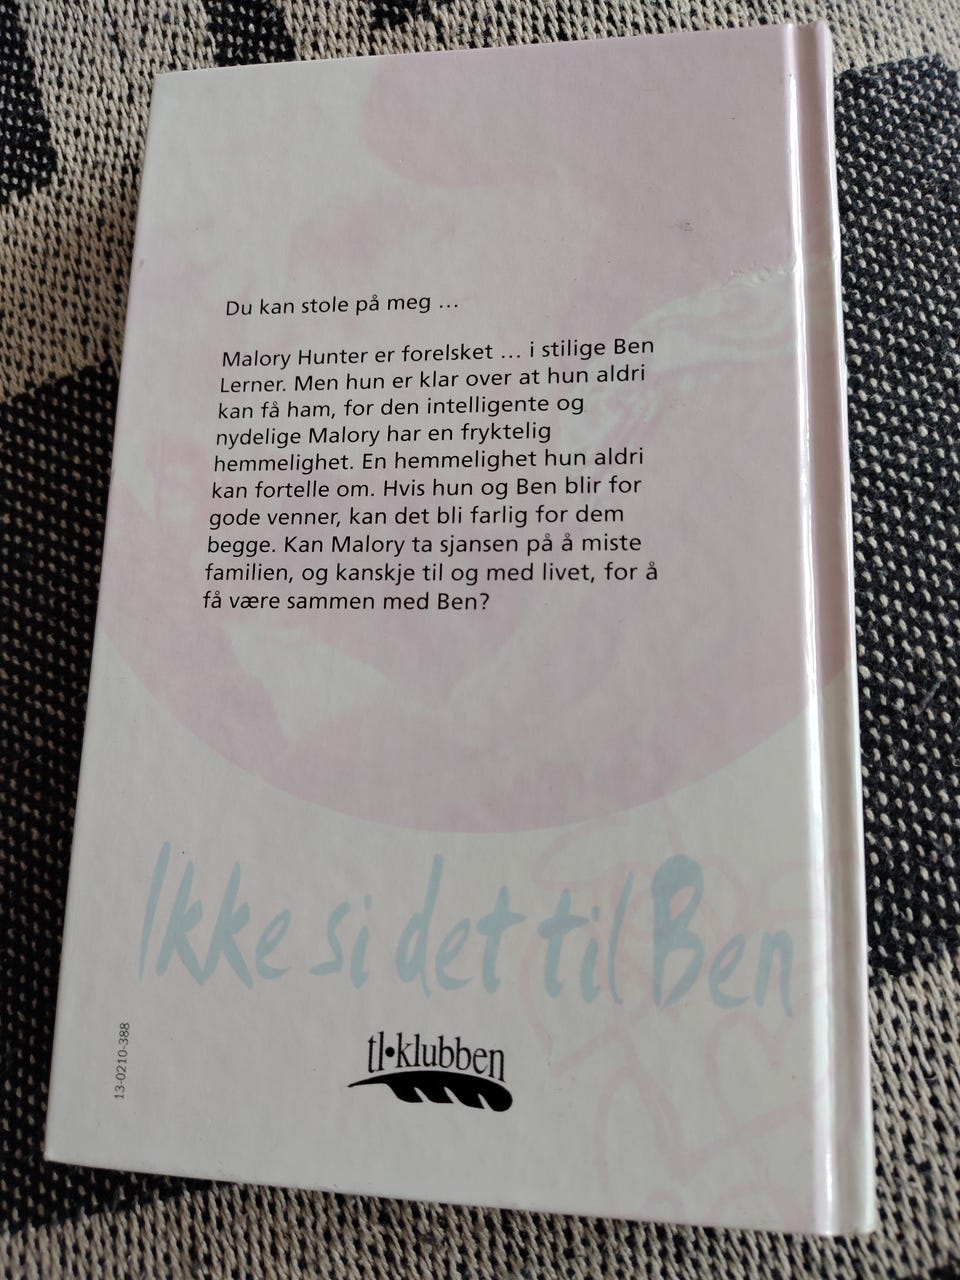 Du kan stole på meg ...
Malory Hunter er forelsket ... i stilige Ben
Lerner. Men hun er klar over at hun aldri
kan få ham, for den intelligente og
nydelige Malory har en fryktelig
hemmelighet. En hemmelighet hun aldri
kan fortelle om. Hvis hun og Ben blir for
gode venner, kan det bli farlig for dem
begge. Kan Malory ta sjansen på å miste
familien, og kanskje til og med livet, for å
få være sammen med Ben?
Ikke si det til Ben
tl•klubben
13-0210-388